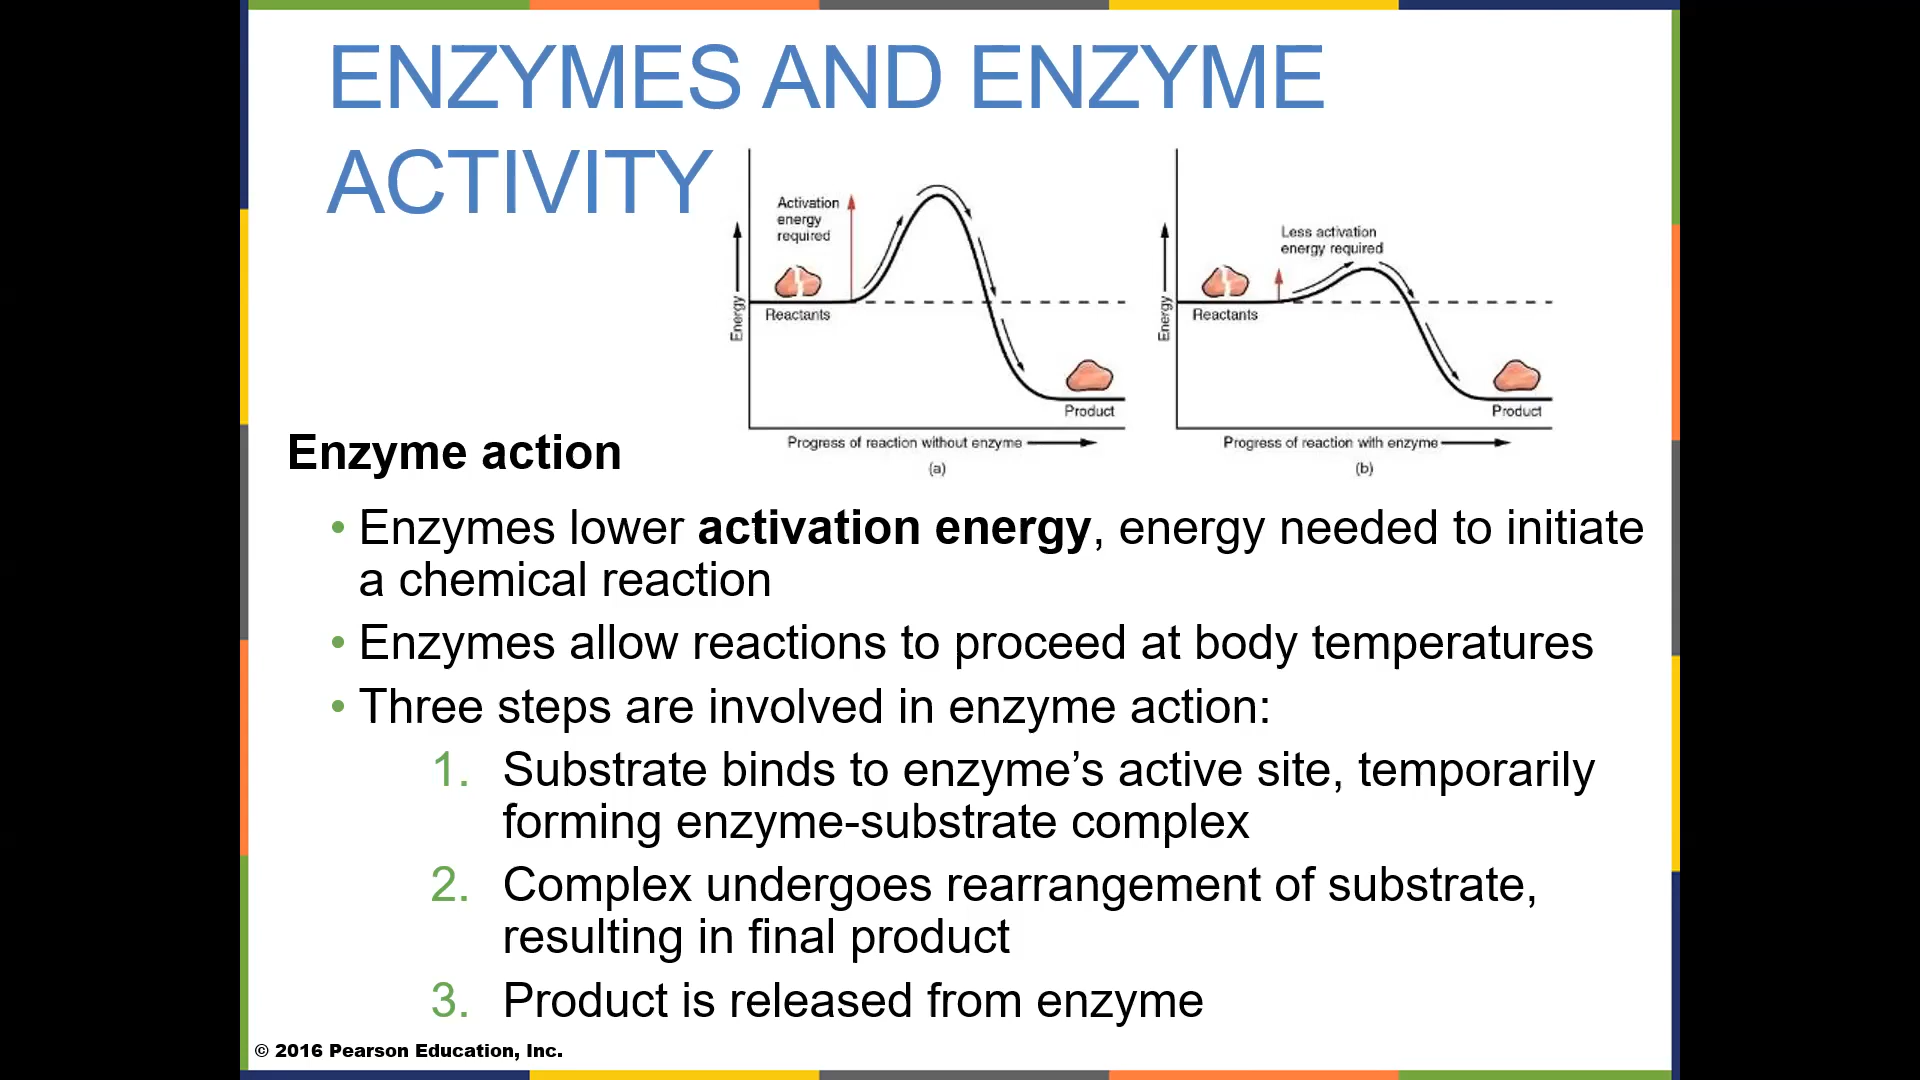 ENZYMES AND ENZYME
ACTIVITY
Activation
energy
required
Reactants
Energy
Product
Progress of reaction without enzyme
(a)
Less activation
energy required
Reactants
Energy
Product
Progress of reaction with enzyme
(b)
Enzyme action
• Enzymes lower activation energy, energy needed to initiate
a chemical reaction
• Enzymes allow reactions to proceed at body temperatures
• Three steps are involved in enzyme action:
1. Substrate binds to enzyme’s active site, temporarily
forming enzyme-substrate complex
2. Complex undergoes rearrangement of substrate,
resulting in final product
3. Product is released from enzyme
© 2016 Pearson Education, Inc.